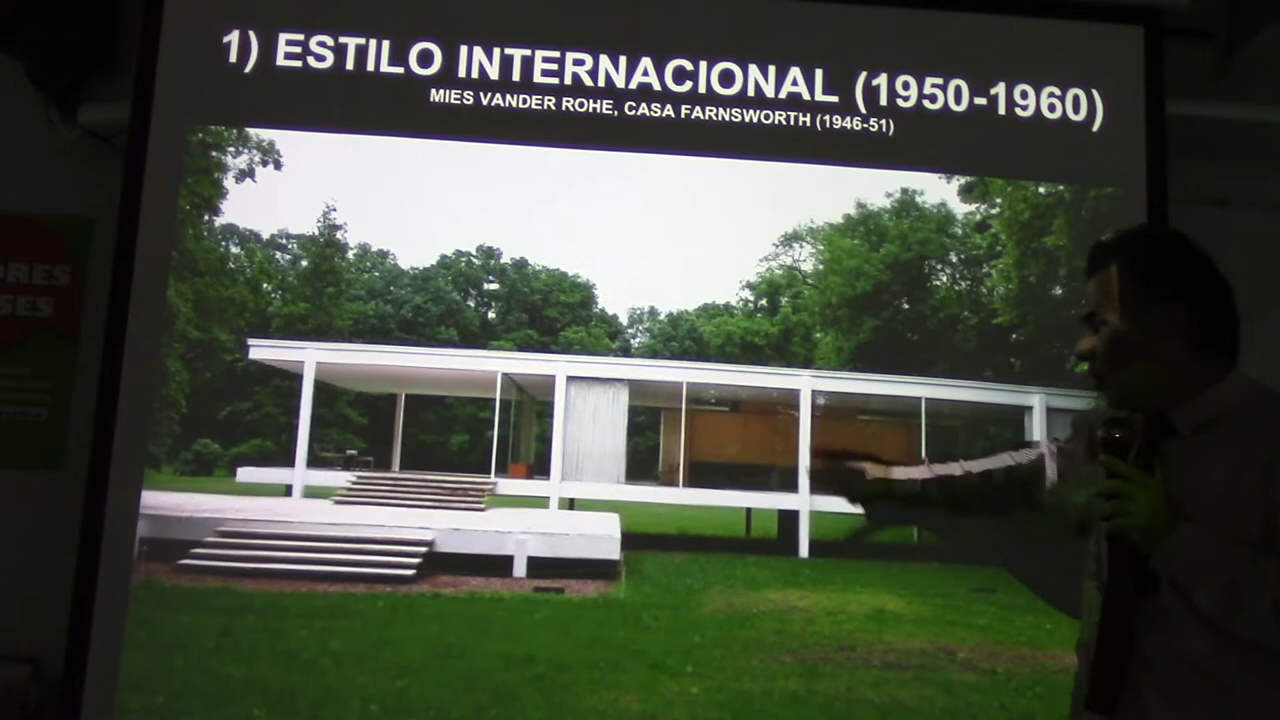 1) ESTILO INTERNACIONAL (1950-1960)
MIES VANDER ROHE, CASA FARNSWORTH (1946-51)